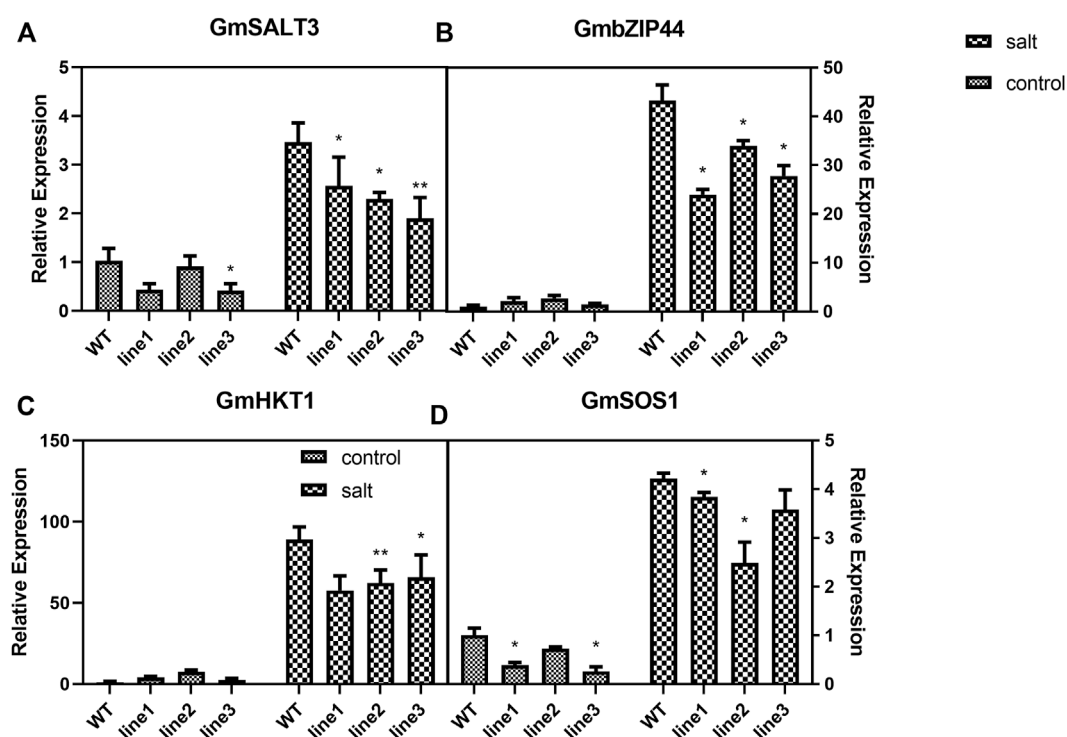 A GmSALT3
B GmbZIP44
salt
control
Relative Expression
5
4
3
2
1
0
* * ** *
WT line1 line2 line3 WT line1 line2 line3
50
40
30
20
10
0
* * *
WT line1 line2 line3 WT line1 line2 line3
Relative Expression
C GmHKT1
D GmSOS1
Relative Expression
150
100
50
0
control
salt
** *
WT line1 line2 line3 WT line1 line2 line3
5
4
3
2
1
0
* * * *
WT line1 line2 line3 WT line1 line2 line3
Relative Expression